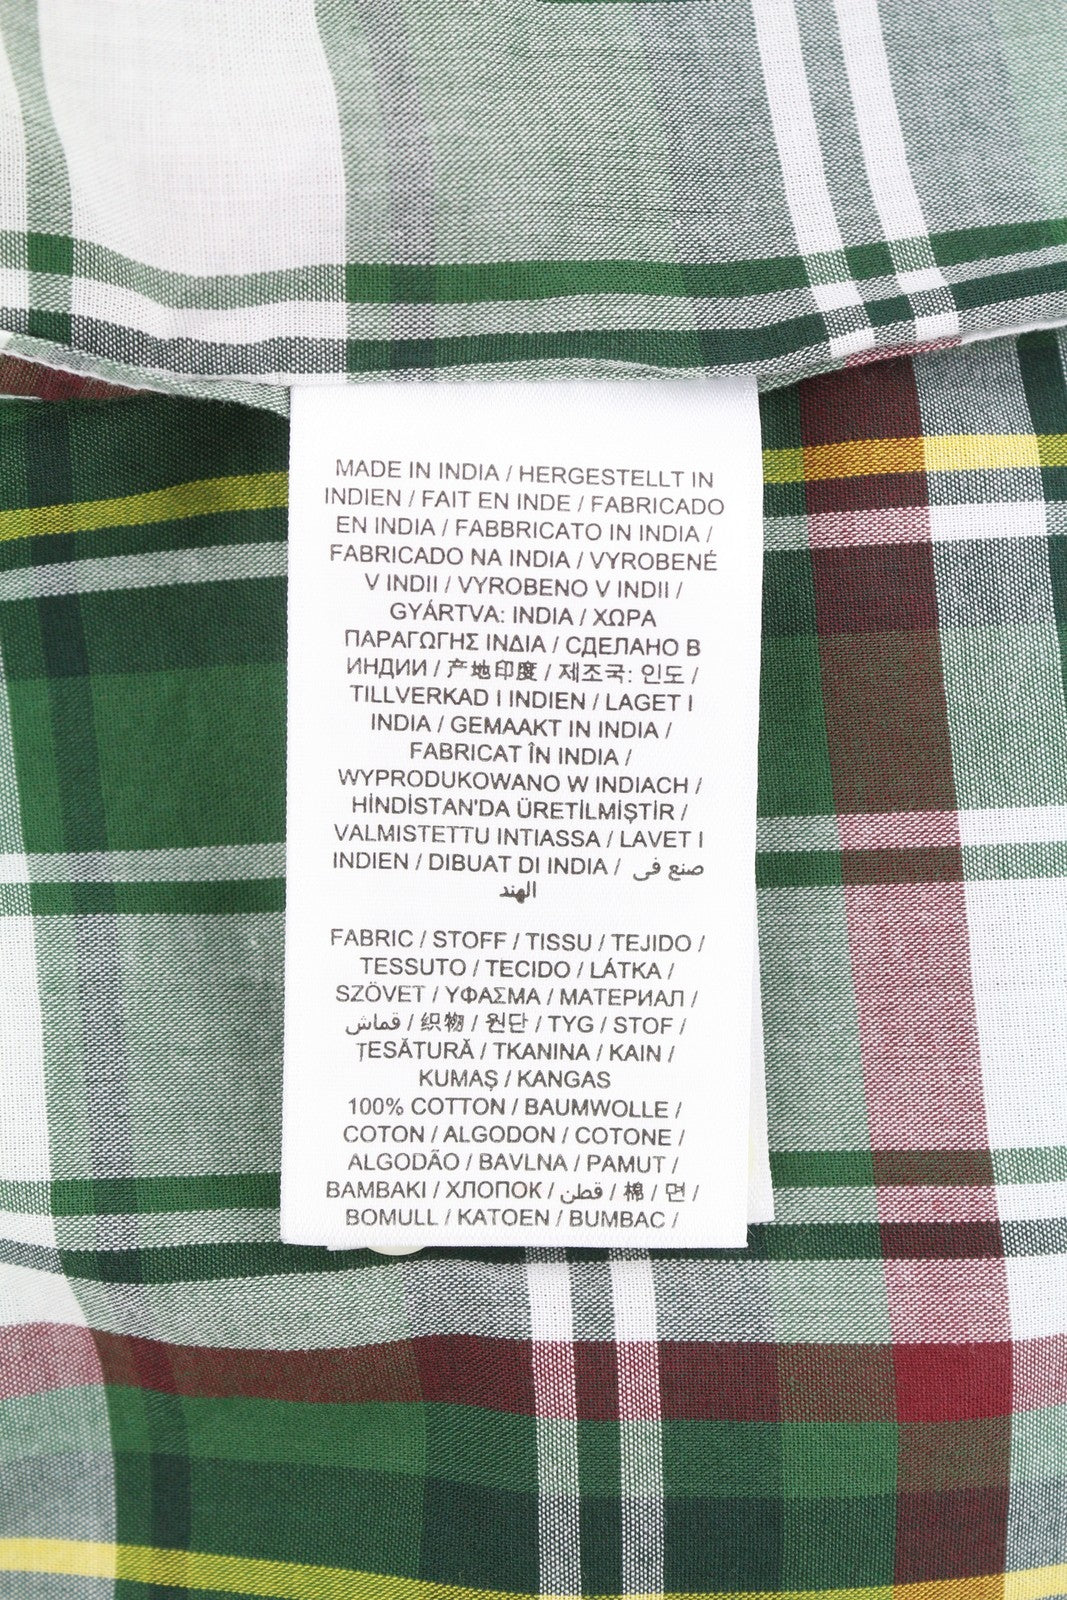 MADE IN INDIA / HERGESTELLT IN
INDIEN / FAIT EN INDE / FABRICADO
EN INDIA / FABBRICATO IN INDIA /
FABRICADO NA INDIA / VYROBENÉ
V INDII / VYROBENO V INDII /
GYÁRTVA: INDIA / ΧΩΡΑ
ΠΑΡΑΓΩΓΗΣ ΙΝΔΙΑ / СДЕЛАНО В
ИНДИИ / 产地印度 / 제조국: 인도 /
TILLVERKAD I INDIEN / LAGET I
INDIA / GEMAAKT IN INDIA /
FABRICAT ÎN INDIA /
WYPRODUKOWANO W INDIACH /
HİNDİSTAN'DA ÜRETİLMİŞTİR /
VALMISTETTU INTIASSA / LAVET I
INDIEN / DIBUAT DI INDIA / صنع في
الهند
FABRIC / STOFF / TISSU / TEJIDO /
TESSUTO / TECIDO / LÁTKA /
SZÖVET / ΥΦΑΣΜΑ / МАТЕРИАЛ /
قماش / 织物 / 원단 / TYG / STOF /
ȚESĂTURĂ / TKANINA / KAIN /
KUMAŞ / KANGAS
100% COTTON / BAUMWOLLE /
COTON / ALGODON / COTONE /
ALGODÃO / BAVLNA / PAMUT /
BAMBAKI / ХЛОПОК / قطن / 棉 / 면 /
BOMULL / KATOEN / BUMBAC /